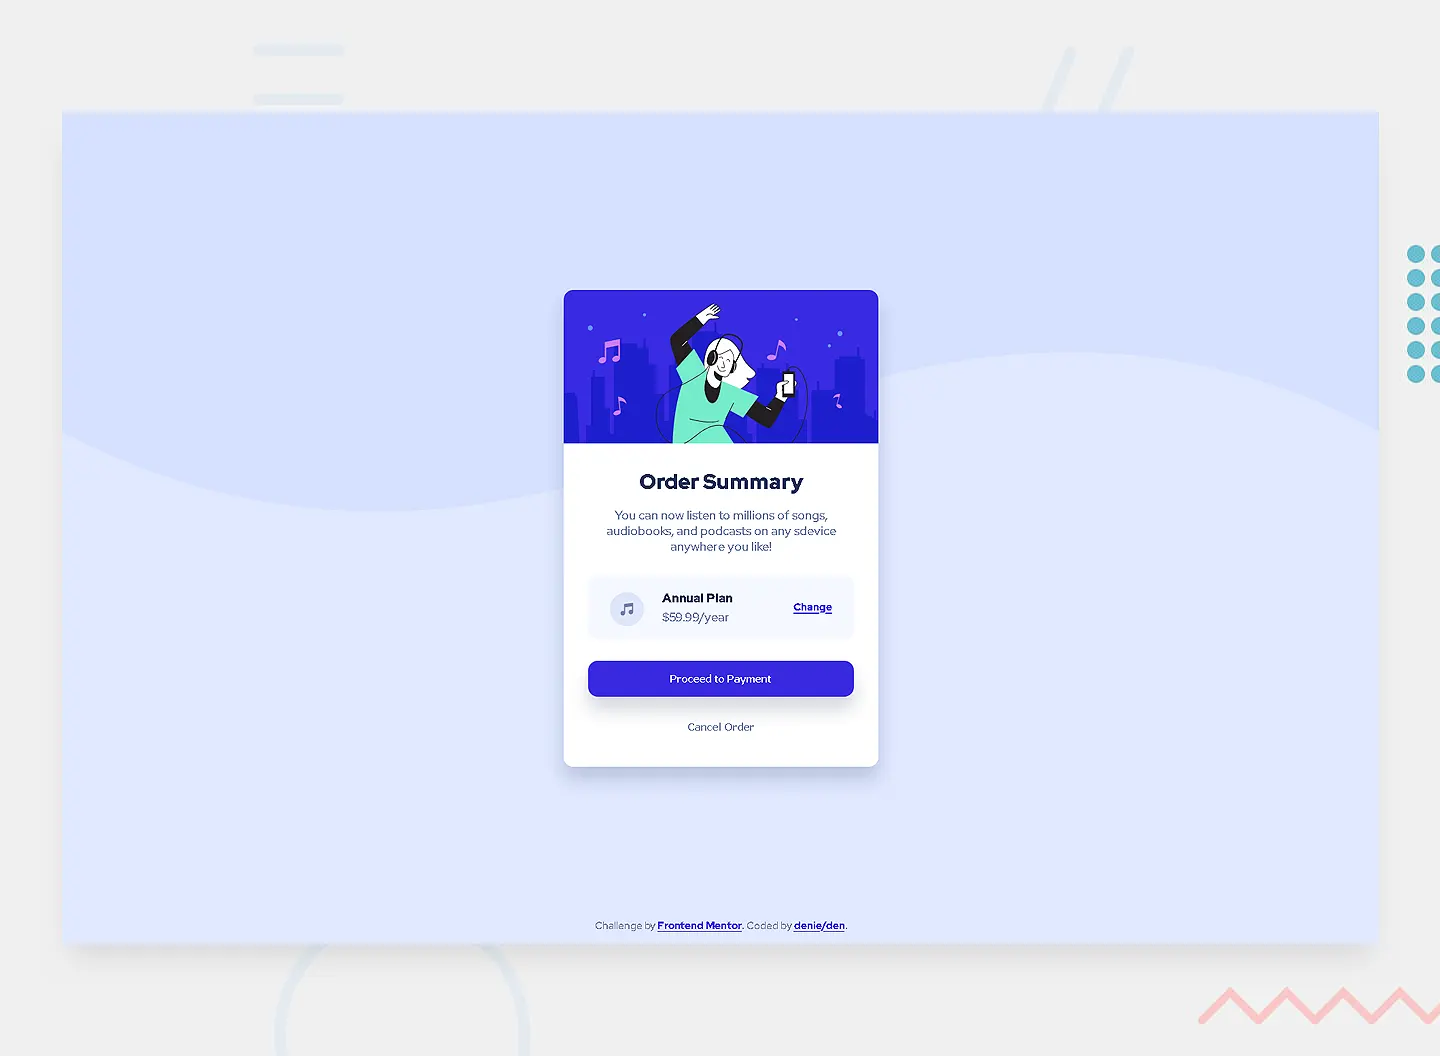 Order Summary
You can now listen to millions of songs,
audiobooks, and podcasts on any sdevice
anywhere you like!
Annual Plan
$59.99/year
Change
Proceed to Payment
Cancel Order
Challenge by Frontend Mentor. Coded by denie/den.